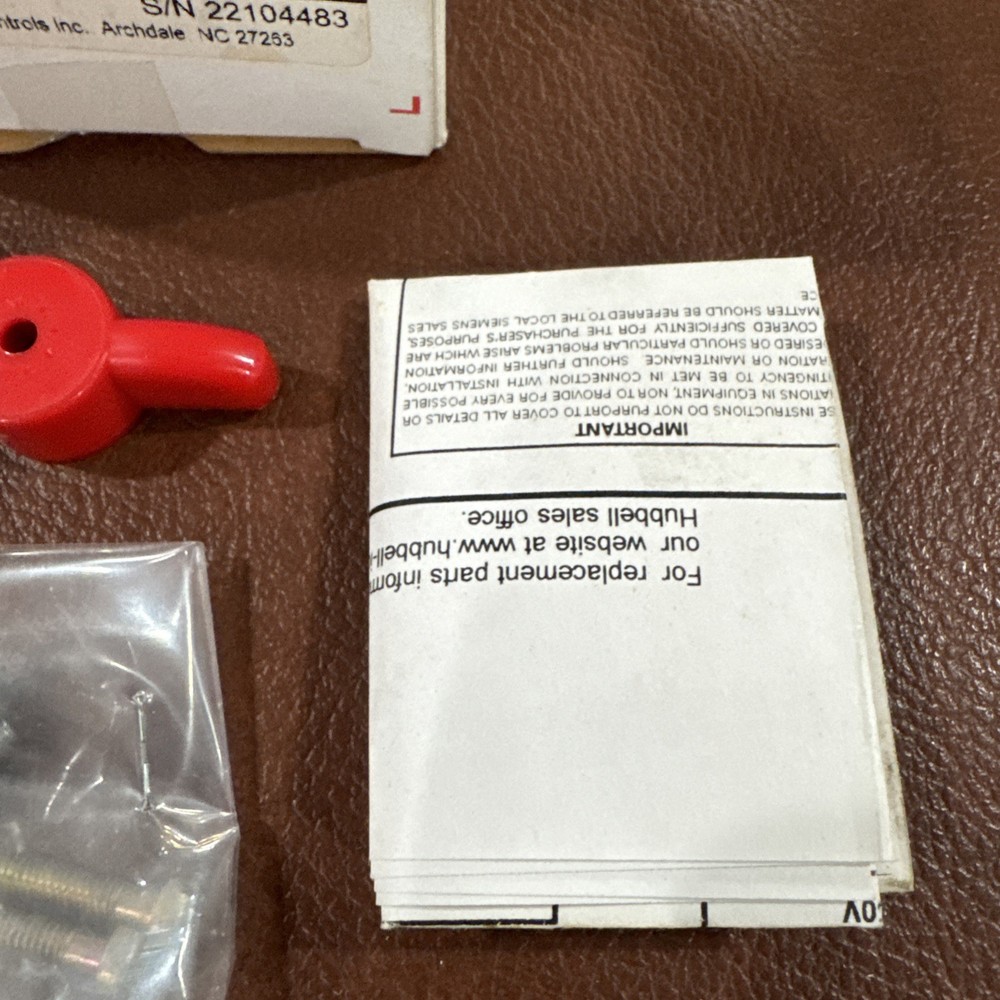 S/N 22104483
ntrols Inc. Archdale NC 27263
For replacement parts inform
our website at www.hubbell-
Hubbell sales office.
IMPORTANT
SE INSTRUCTIONS DO NOT PURPORT TO COVER ALL DETAILS OR
IATIONS IN EQUIPMENT, NOR TO PROVIDE FOR EVERY POSSIBLE
TINGENCY TO BE MET IN CONNECTION WITH INSTALLATION,
RATION OR MAINTENANCE. SHOULD FURTHER INFORMATION
DESIRED OR SHOULD PARTICULAR PROBLEMS ARISE WHICH ARE
COVERED SUFFICIENTLY FOR THE PURCHASER'S PURPOSES,
MATTER SHOULD BE REFERRED TO THE LOCAL SIEMENS SALES
CE
0V